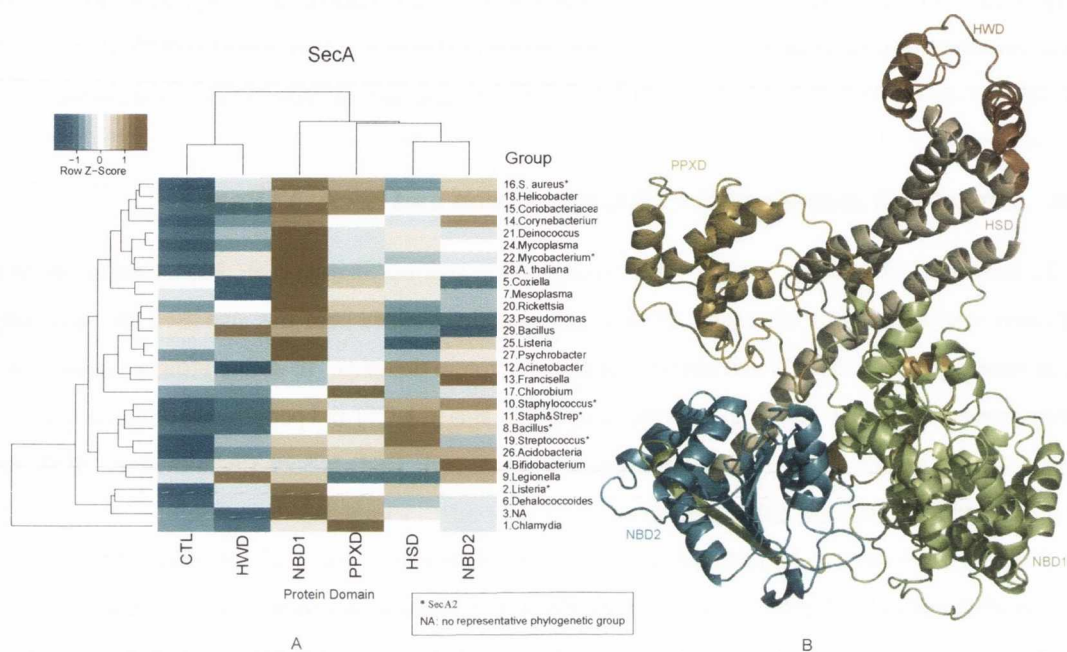 SecA
-1 0 1
Row Z-Score
Group
16.S. aureus*
18.Helicobacter
15.Coriobacteriacea
14.Corynebacterium
21.Deinococcus
24.Mycoplasma
22.Mycobacterium*
28.A. thaliana
5.Coxiella
7.Mesoplasma
20.Rickettsia
23.Pseudomonas
29.Bacillus
25.Listeria
27.Psychrobacter
12.Acinetobacter
13.Francisella
17.Chlorobium
10.Staphylococcus*
11.Staph&Strep*
8.Bacillus*
19.Streptococcus*
26.Acidobacteria
4.Bifidobacterium
9.Legionella
2.Listeria*
6.Dehalococcoides
3.NA
1.Chlamydia
CTL
HWD
NBD1
PPXD
HSD
NBD2
Protein Domain
* SecA2
NA: no representative phylogenetic group
A
HWD
PPXD
HSD
NBD2
NBD1
B